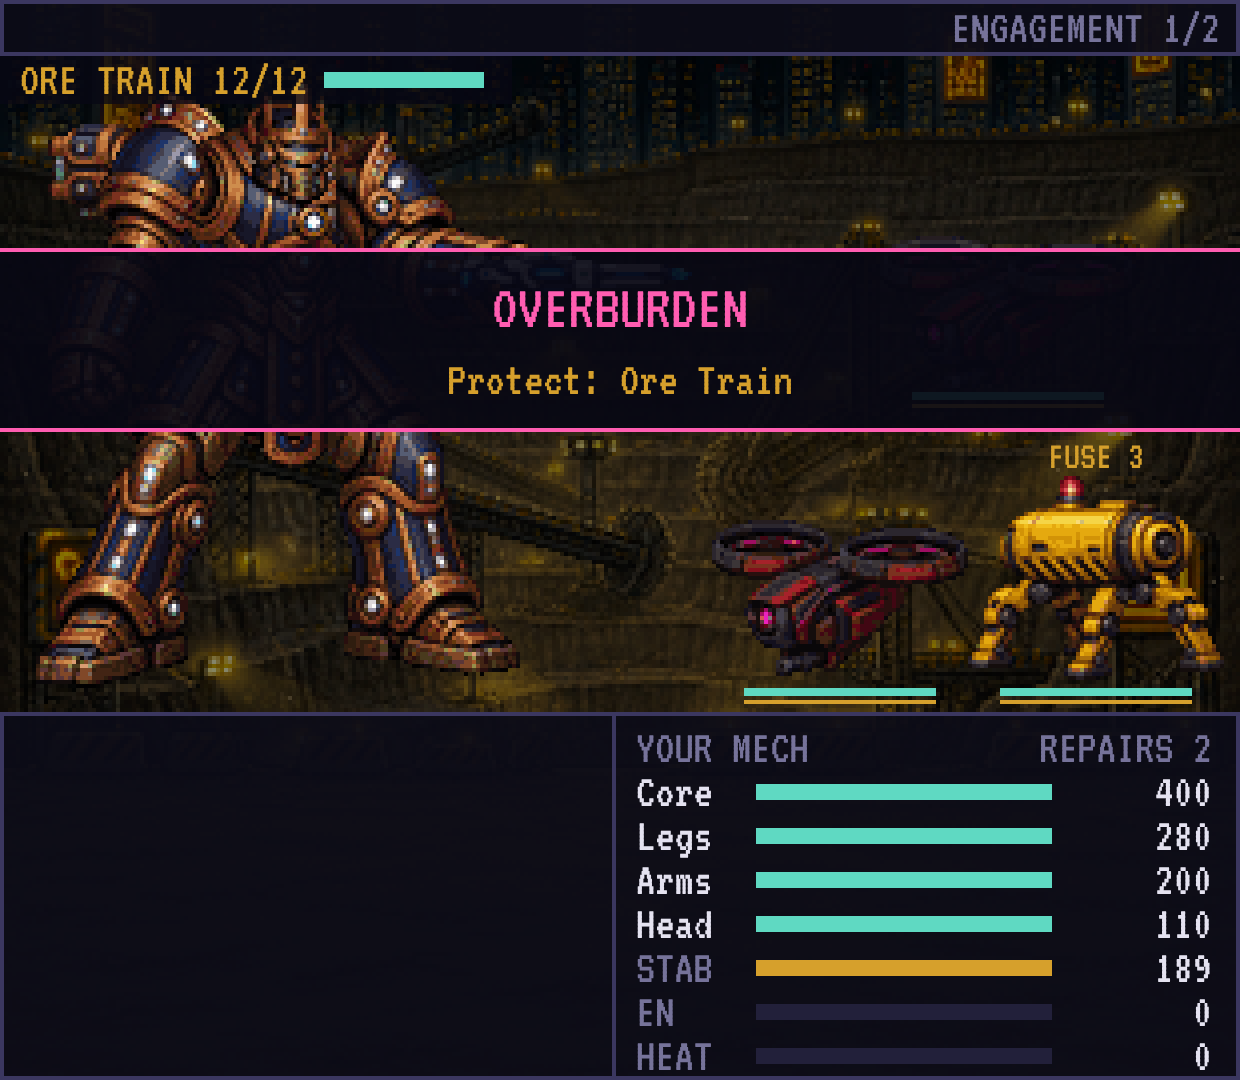 ENGAGEMENT 1/2
ORE TRAIN 12/12
OVERBURDEN
Protect: Ore Train
FUSE 3
YOUR MECH REPAIRS 2
Core 400
Legs 280
Arms 200
Head 110
STAB 189
EN 0
HEAT 0